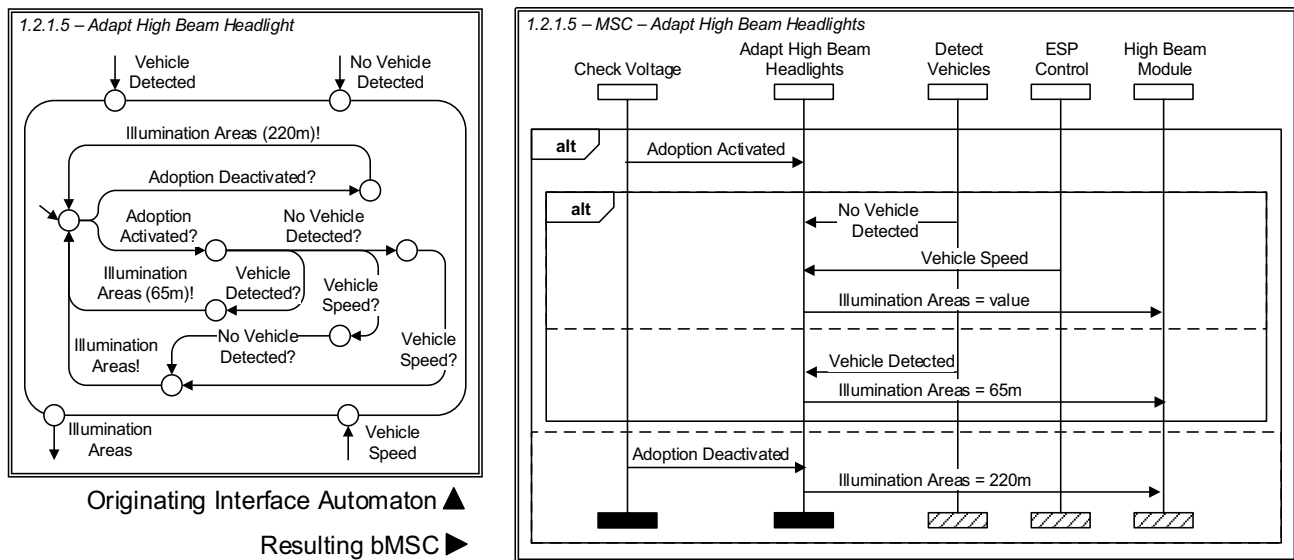 1.2.1.5 – Adapt High Beam Headlight
Vehicle
Detected
No Vehicle
Detected
Illumination Areas (220m)!
Adoption Deactivated?
Adoption
Activated?
No Vehicle
Detected?
Illumination
Areas (65m)!
Vehicle
Detected?
Vehicle
Speed?
No Vehicle
Detected?
Illumination
Areas!
Vehicle
Speed?
Illumination
Areas
Vehicle
Speed
Originating Interface Automaton ▲
Resulting bMSC ►
1.2.1.5 – MSC – Adapt High Beam Headlights
Check Voltage
Adapt High Beam
Headlights
Detect
Vehicles
ESP
Control
High Beam
Module
alt
Adoption Activated
alt
No Vehicle
Detected
Vehicle Speed
Illumination Areas = value
Vehicle Detected
Illumination Areas = 65m
Adoption Deactivated
Illumination Areas = 220m